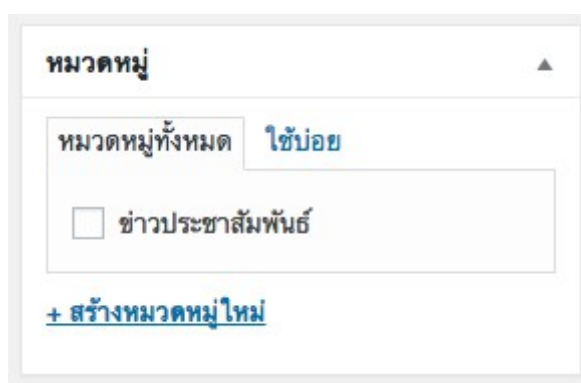 หมวดหมู่
หมวดหมู่ทั้งหมด ใช้บ่อย
ข่าวประชาสัมพันธ์
+ สร้างหมวดหมู่ใหม่